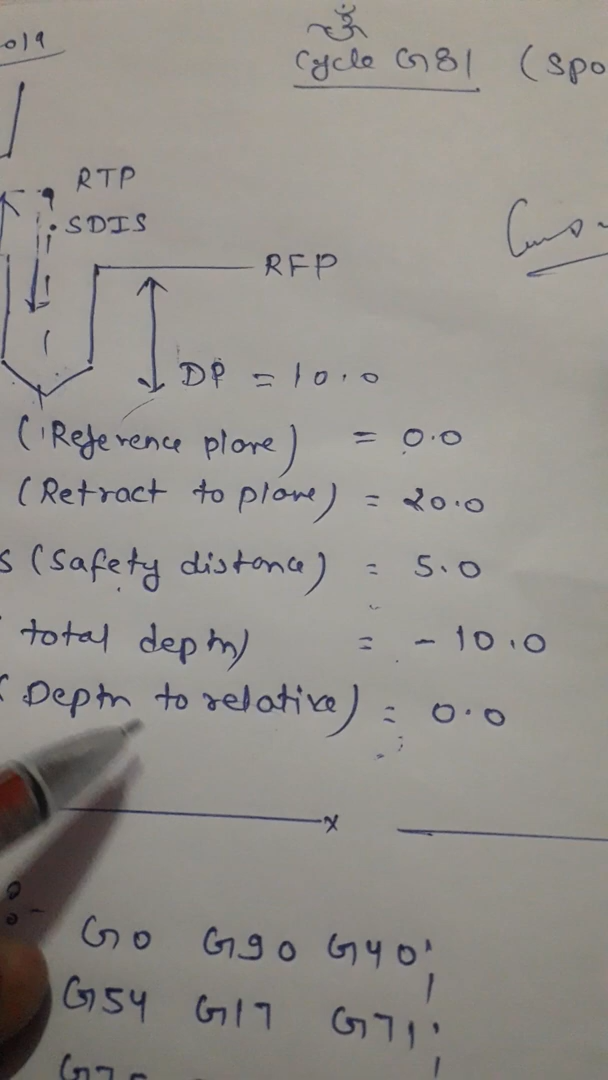 019
ॐ
Cycle G81 (Spo
RTP
SDIS
RFP
DP = 10.0
(Reference plane) = 0.0
(Retract to plane) = 20.0
S (Safety distance) = 5.0
total depth) = -10.0
( Depth to relative) = 0.0
x
:-
G0 G90 G40;
G54 G17 G71;